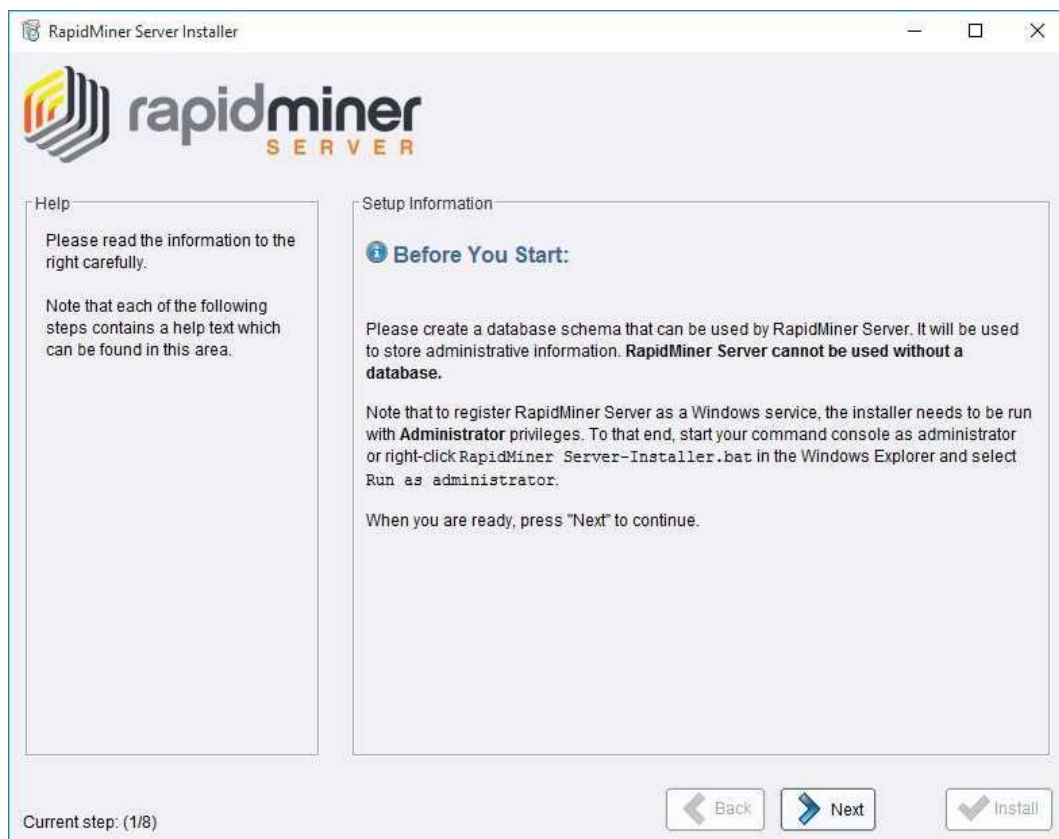 RapidMiner Server Installer
rapidminer
SERVER
Help
Please read the information to the
right carefully.
Note that each of the following
steps contains a help text which
can be found in this area.
Setup Information
Before You Start:
Please create a database schema that can be used by RapidMiner Server. It will be used
to store administrative information. RapidMiner Server cannot be used without a
database.
Note that to register RapidMiner Server as a Windows service, the installer needs to be run
with Administrator privileges. To that end, start your command console as administrator
or right-click RapidMiner Server-Installer.bat in the Windows Explorer and select
Run as administrator.
When you are ready, press "Next" to continue.
Current step: (1/8)
Back
Next
Install